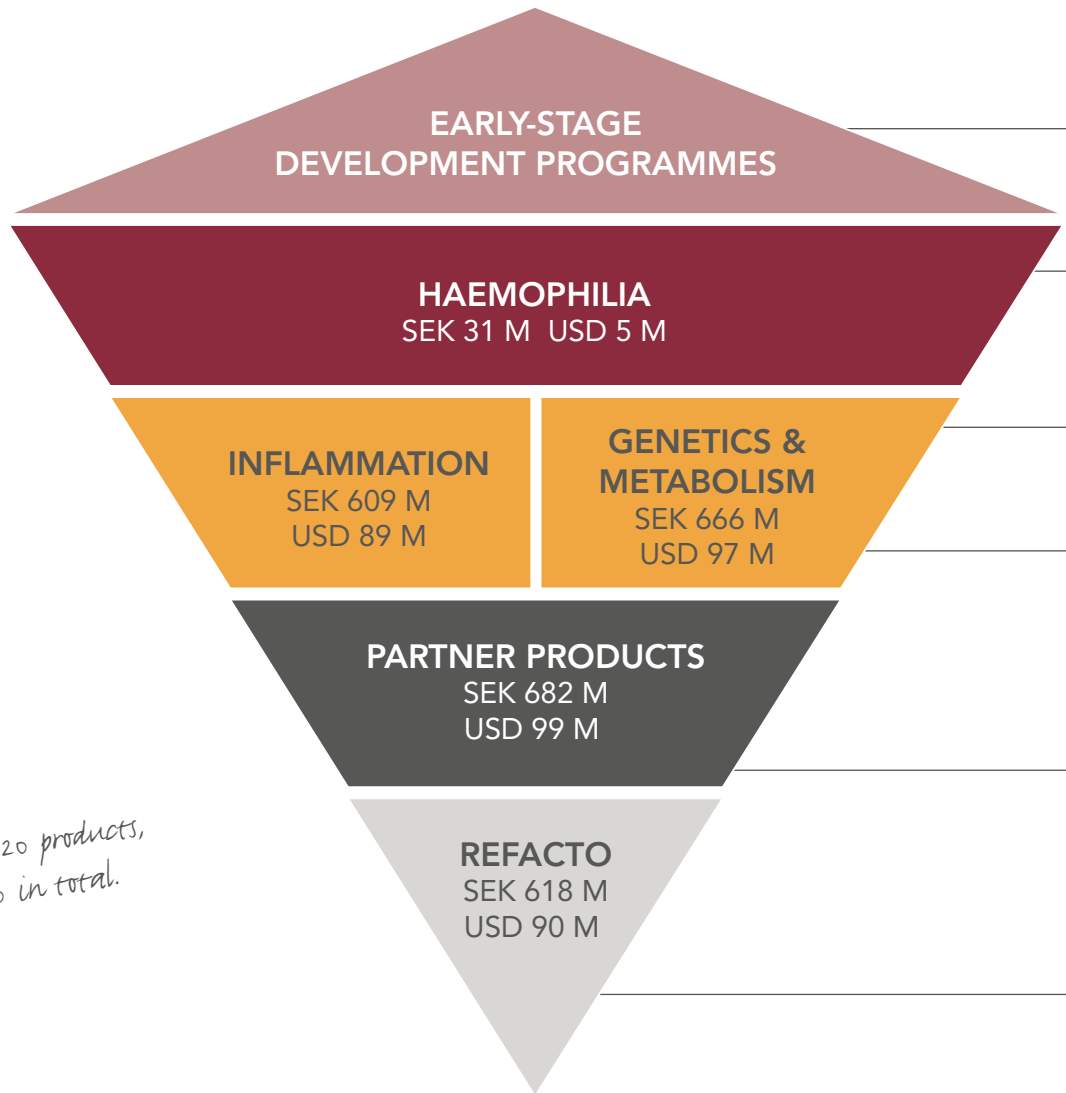 EARLY-STAGE
DEVELOPMENT PROGRAMMES
HAEMOPHILIA
SEK 31 M USD 5 M
INFLAMMATION
SEK 609 M
USD 89 M
GENETICS &
METABOLISM
SEK 666 M
USD 97 M
PARTNER PRODUCTS
SEK 682 M
USD 99 M
20 products,
in total.
REFACTO
SEK 618 M
USD 90 M